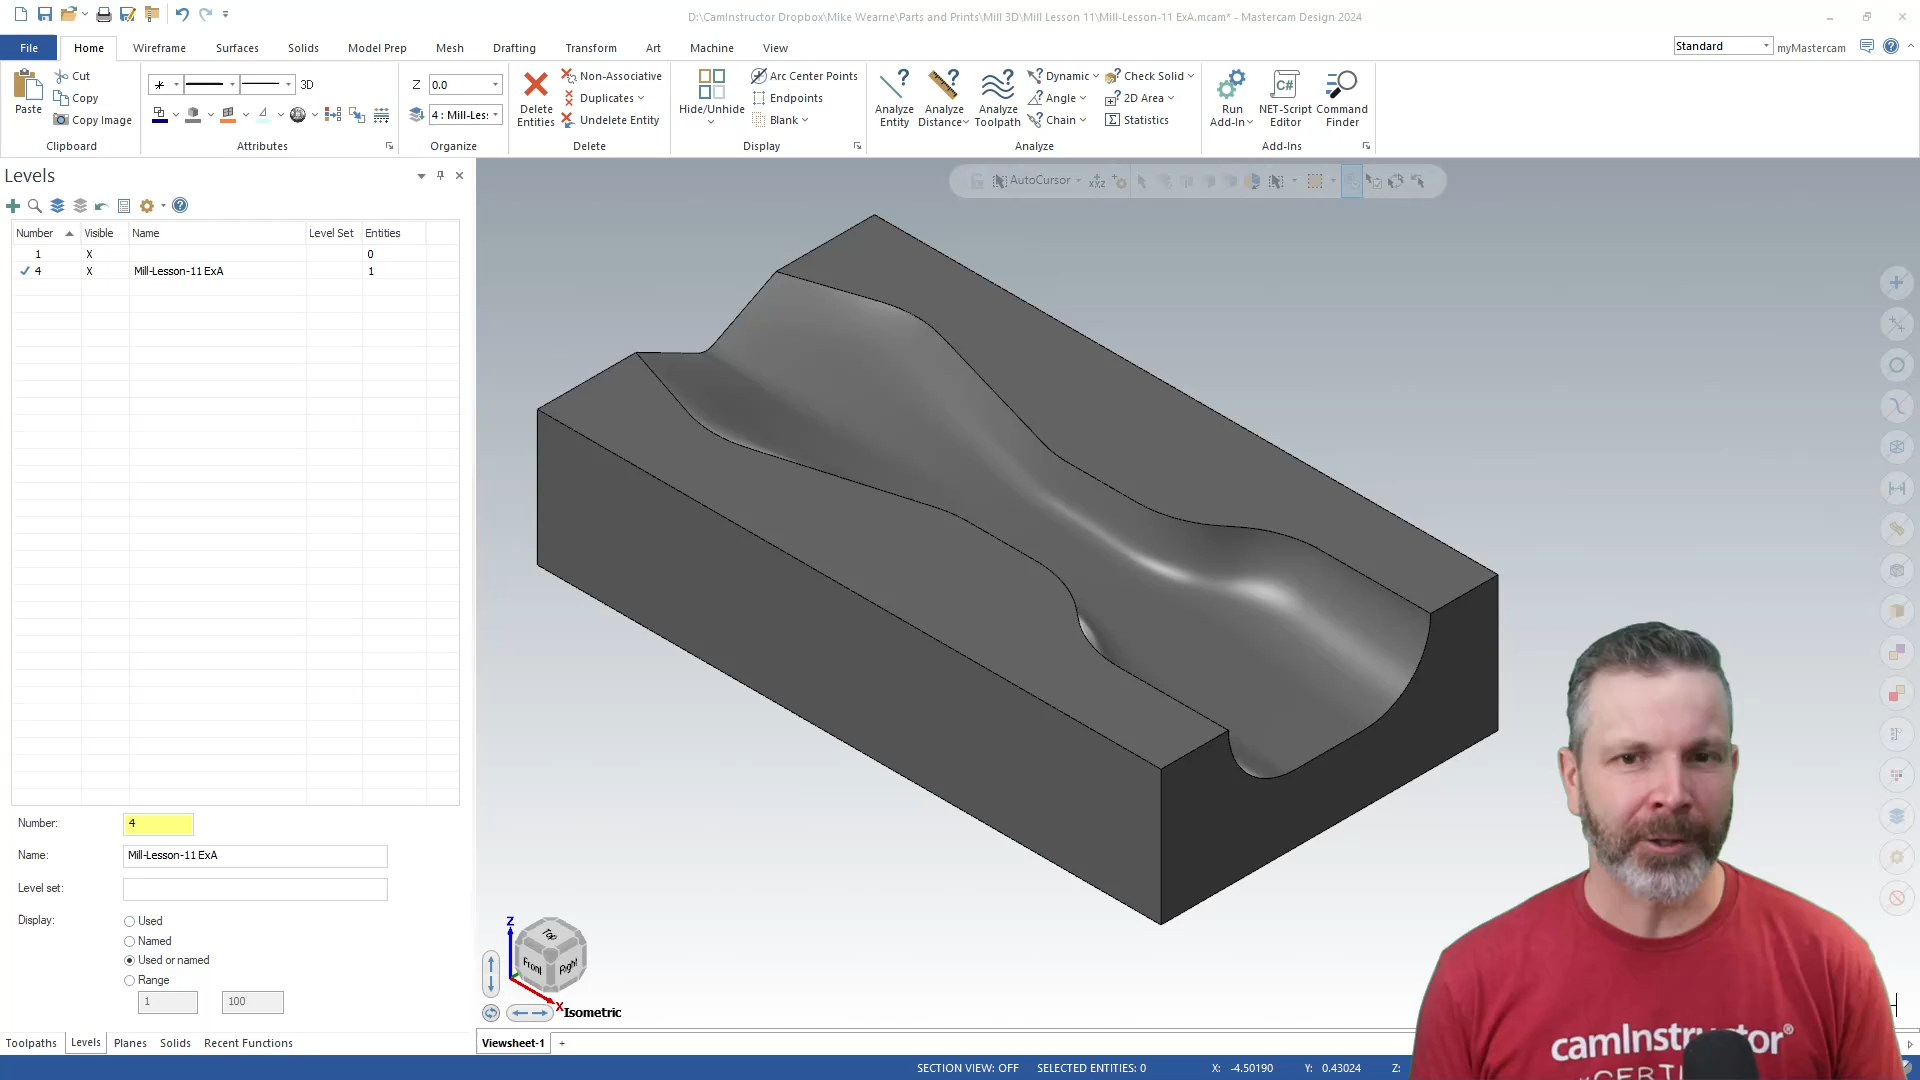 D:\CamInstructor Dropbox\Mike Wearne\Parts and Prints\Mill 3D\Mill Lesson 11\Mill-Lesson-11 ExA.mcam* - Mastercam Design 2024
File Home Wireframe Surfaces Solids Model Prep Mesh Drafting Transform Art Machine View
Standard myMastercam
Paste
Cut
Copy
Copy Image
Clipboard
3D
Attributes
Z 0.0
4 : Mill-Les:
Organize
Delete Entities
Non-Associative
Duplicates
Undelete Entity
Delete
Hide/Unhide
Arc Center Points
Endpoints
Blank
Display
Analyze Entity
Analyze Distance
Analyze Toolpath
Dynamic
Angle
Chain
Check Solid
2D Area
Statistics
Analyze
Run Add-In
C#
NET-Script Editor
Command Finder
Add-Ins
Levels
Number Visible Name Level Set Entities
1 X 0
4 X Mill-Lesson-11 ExA 1
Number: 4
Name: Mill-Lesson-11 ExA
Level set:
Display:
Used
Named
Used or named
Range
1 100
Toolpaths Levels Planes Solids Recent Functions
AutoCursor
xyz
Z
Top
Front
Right
X
Isometric
Viewsheet-1 +
SECTION VIEW: OFF SELECTED ENTITIES: 0 X: -4.50190 Y: 0.43024 Z:
camInstructor®